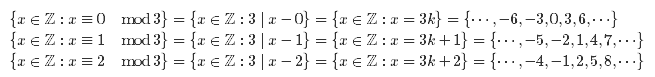 {x ∈ ℤ : x ≡ 0 mod 3} = {x ∈ ℤ : 3 | x − 0} = {x ∈ ℤ : x = 3k} = {⋯, −6, −3, 0, 3, 6, ⋯}
{x ∈ ℤ : x ≡ 1 mod 3} = {x ∈ ℤ : 3 | x − 1} = {x ∈ ℤ : x = 3k + 1} = {⋯, −5, −2, 1, 4, 7, ⋯}
{x ∈ ℤ : x ≡ 2 mod 3} = {x ∈ ℤ : 3 | x − 2} = {x ∈ ℤ : x = 3k + 2} = {⋯, −4, −1, 2, 5, 8, ⋯}